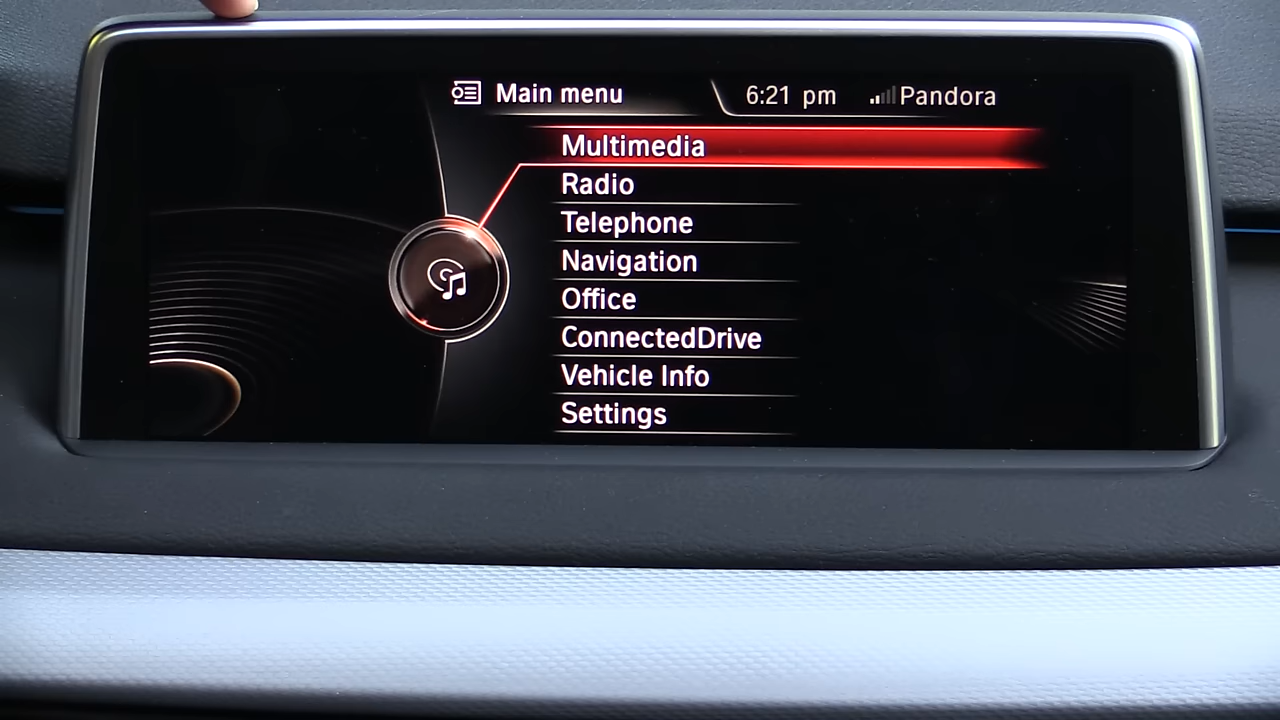 Main menu
6:21 pm
Pandora
Multimedia
Radio
Telephone
Navigation
Office
ConnectedDrive
Vehicle Info
Settings